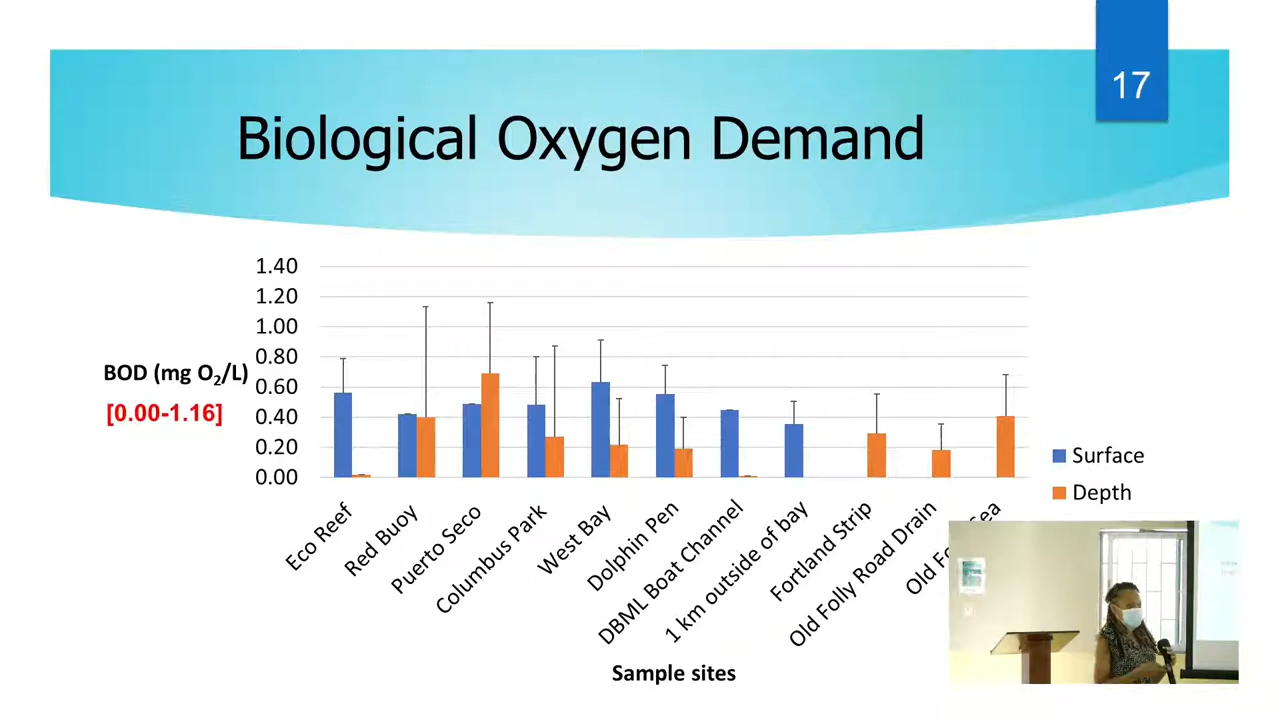 17
Biological Oxygen Demand
1.40
1.20
1.00
0.80
0.60
0.40
0.20
0.00
BOD (mg O₂/L)
[0.00-1.16]
Surface
Depth
Eco Reef
Red Buoy
Puerto Seco
Columbus Park
West Bay
Dolphin Pen
DBML Boat Channel
1 km outside of bay
Fortland Strip
Old Folly Road Drain
Old
Sample sites